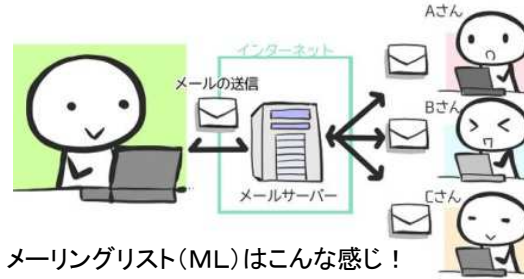 インターネット
メールの送信
メールサーバー
Aさん
Bさん
Cさん
メーリングリスト(ML)はこんな感じ!